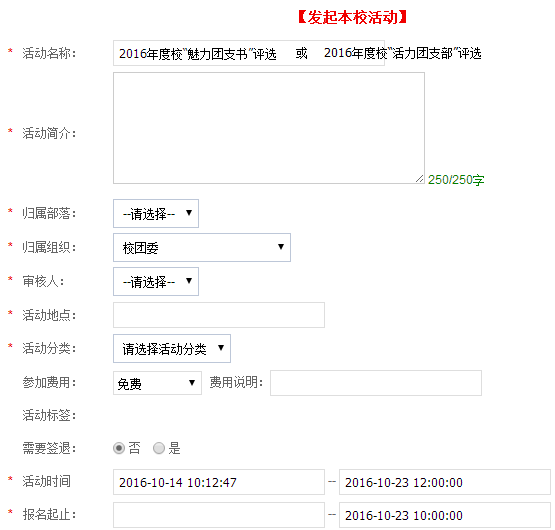 【发起本校活动】
* 活动名称： 2016年度校“魅力团支书”评选 或 2016年度校“活力团支部”评选
* 活动简介：
250/250字
* 归属部落： --请选择--
* 归属组织： 校团委
* 审核人： --请选择--
* 活动地点：
* 活动分类： 请选择活动分类
参加费用： 免费 费用说明：
活动标签：
需要签退： 否 是
* 活动时间 2016-10-14 10:12:47 -- 2016-10-23 12:00:00
* 报名起止： -- 2016-10-23 10:00:00